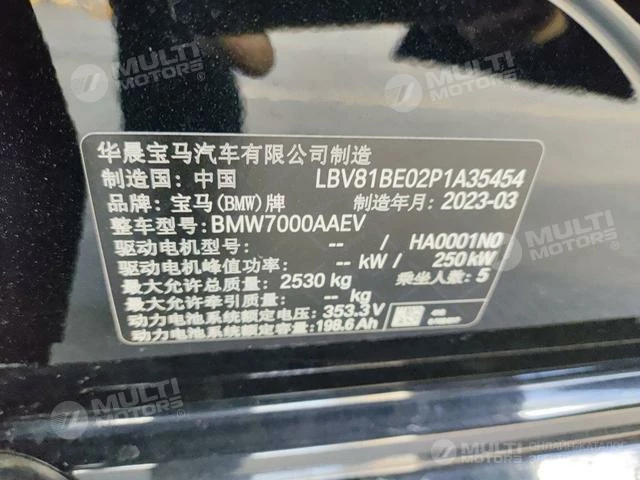 MULTI
MOTORS
MULTI
MOTORS
华晨宝马汽车有限公司制造
制造国: 中国 LBV81BE02P1A35454
品牌: 宝马(BMW)牌 制造年月: 2023-03
整车型号: BMW7000AAEV
驱动电机型号: -- / HA0001N0
驱动电机峰值功率: -- kW / 250 kW
最大允许总质量: 2530 kg 乘坐人数: 5
最大允许牵引质量: -- kg
动力电池系统额定电压: 353.3 V
动力电池系统额定容量: 198.6 Ah
MULTI
MOTORS
MULTI
MOTORS